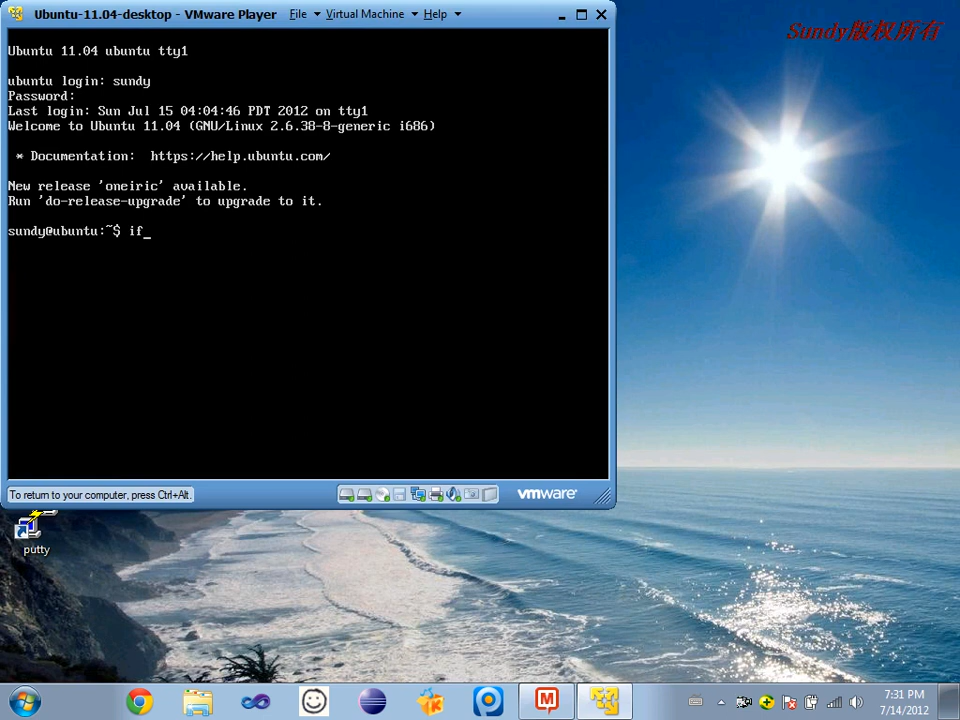 Ubuntu-11.04-desktop - VMware Player File Virtual Machine Help
Sundy版权所有
Ubuntu 11.04 ubuntu tty1
ubuntu login: sundy
Password:
Last login: Sun Jul 15 04:04:46 PDT 2012 on tty1
Welcome to Ubuntu 11.04 (GNU/Linux 2.6.38-8-generic i686)
* Documentation: https://help.ubuntu.com/
New release 'oneiric' available.
Run 'do-release-upgrade' to upgrade to it.
sundy@ubuntu:~$ if_
To return to your computer, press Ctrl+Alt.
vmware
putty
7:31 PM
7/14/2012